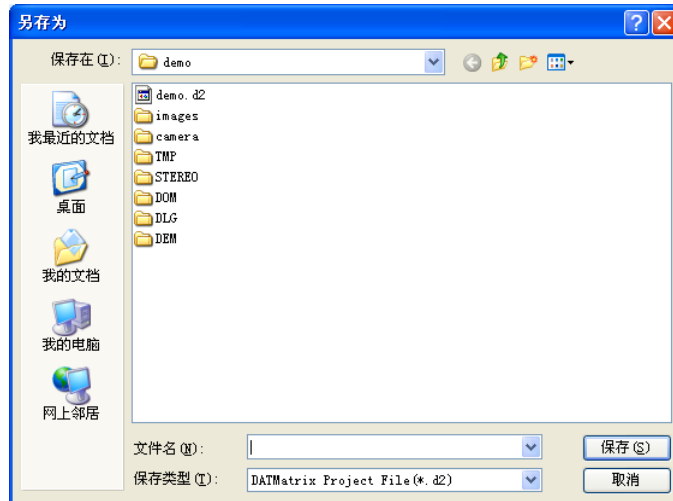 另存为
保存在(I):
demo
demo.d2
images
camera
TMP
STEREO
DOM
DLG
DEM
我最近的文档
桌面
我的文档
我的电脑
网上邻居
文件名(N):
保存(S)
保存类型(T):
DATMatrix Project File(*.d2)
取消